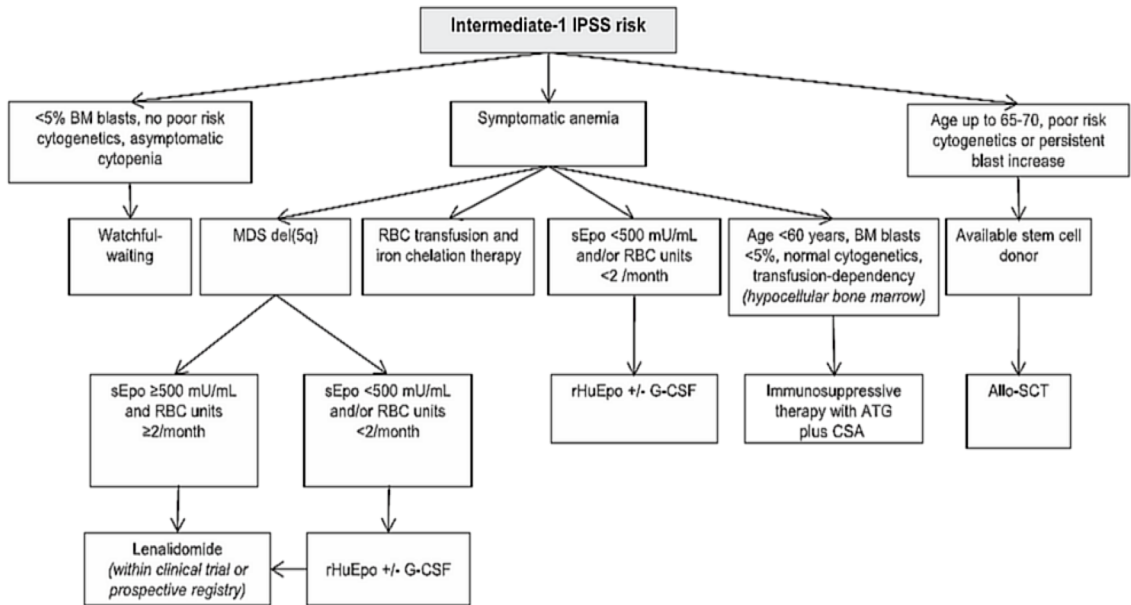 Intermediate-1 IPSS risk
<5% BM blasts, no poor risk
cytogenetics, asymptomatic
cytopenia
Symptomatic anemia
Age up to 65-70, poor risk
cytogenetics or persistent
blast increase
Watchful-
waiting
MDS del(5q)
RBC transfusion and
iron chelation therapy
sEpo <500 mU/mL
and/or RBC units
<2 /month
Age <60 years, BM blasts
<5%, normal cytogenetics,
transfusion-dependency
(hypocellular bone marrow)
Available stem cell
donor
sEpo ≥500 mU/mL
and RBC units
≥2/month
sEpo <500 mU/mL
and/or RBC units
<2/month
rHuEpo +/- G-CSF
Immunosuppressive
therapy with ATG
plus CSA
Allo-SCT
Lenalidomide
(within clinical trial or
prospective registry)
rHuEpo +/- G-CSF